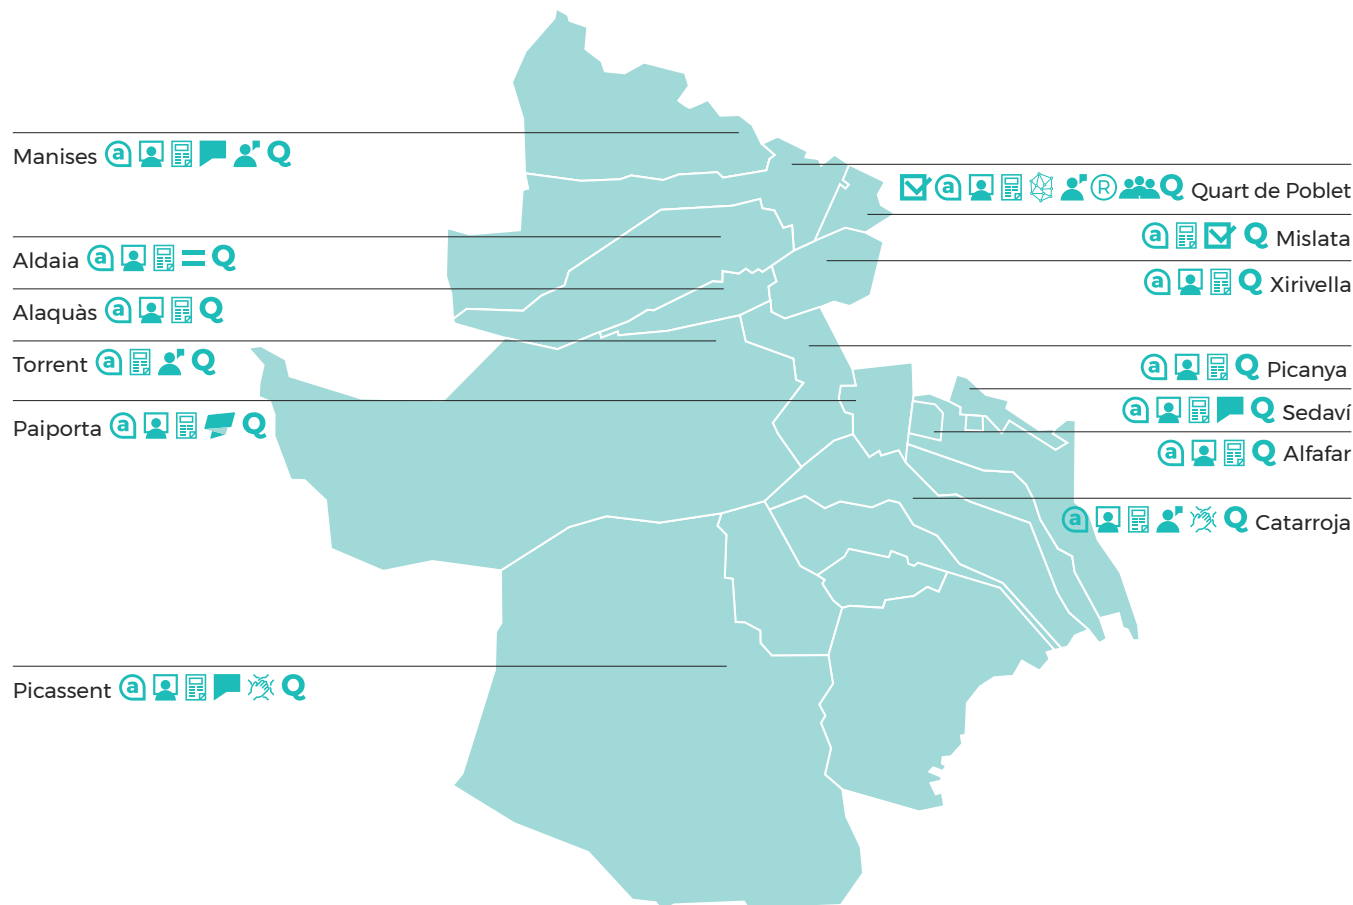 Manises a Q
a ® Q Quart de Poblet
a Q Mislata
Aldaia a Q
a Q Xirivella
Alaquàs a Q
Torrent a Q
a Q Picanya
a Q Sedaví
Paiporta a Q
a Q Alfafar
a Q Catarroja
Picassent a Q